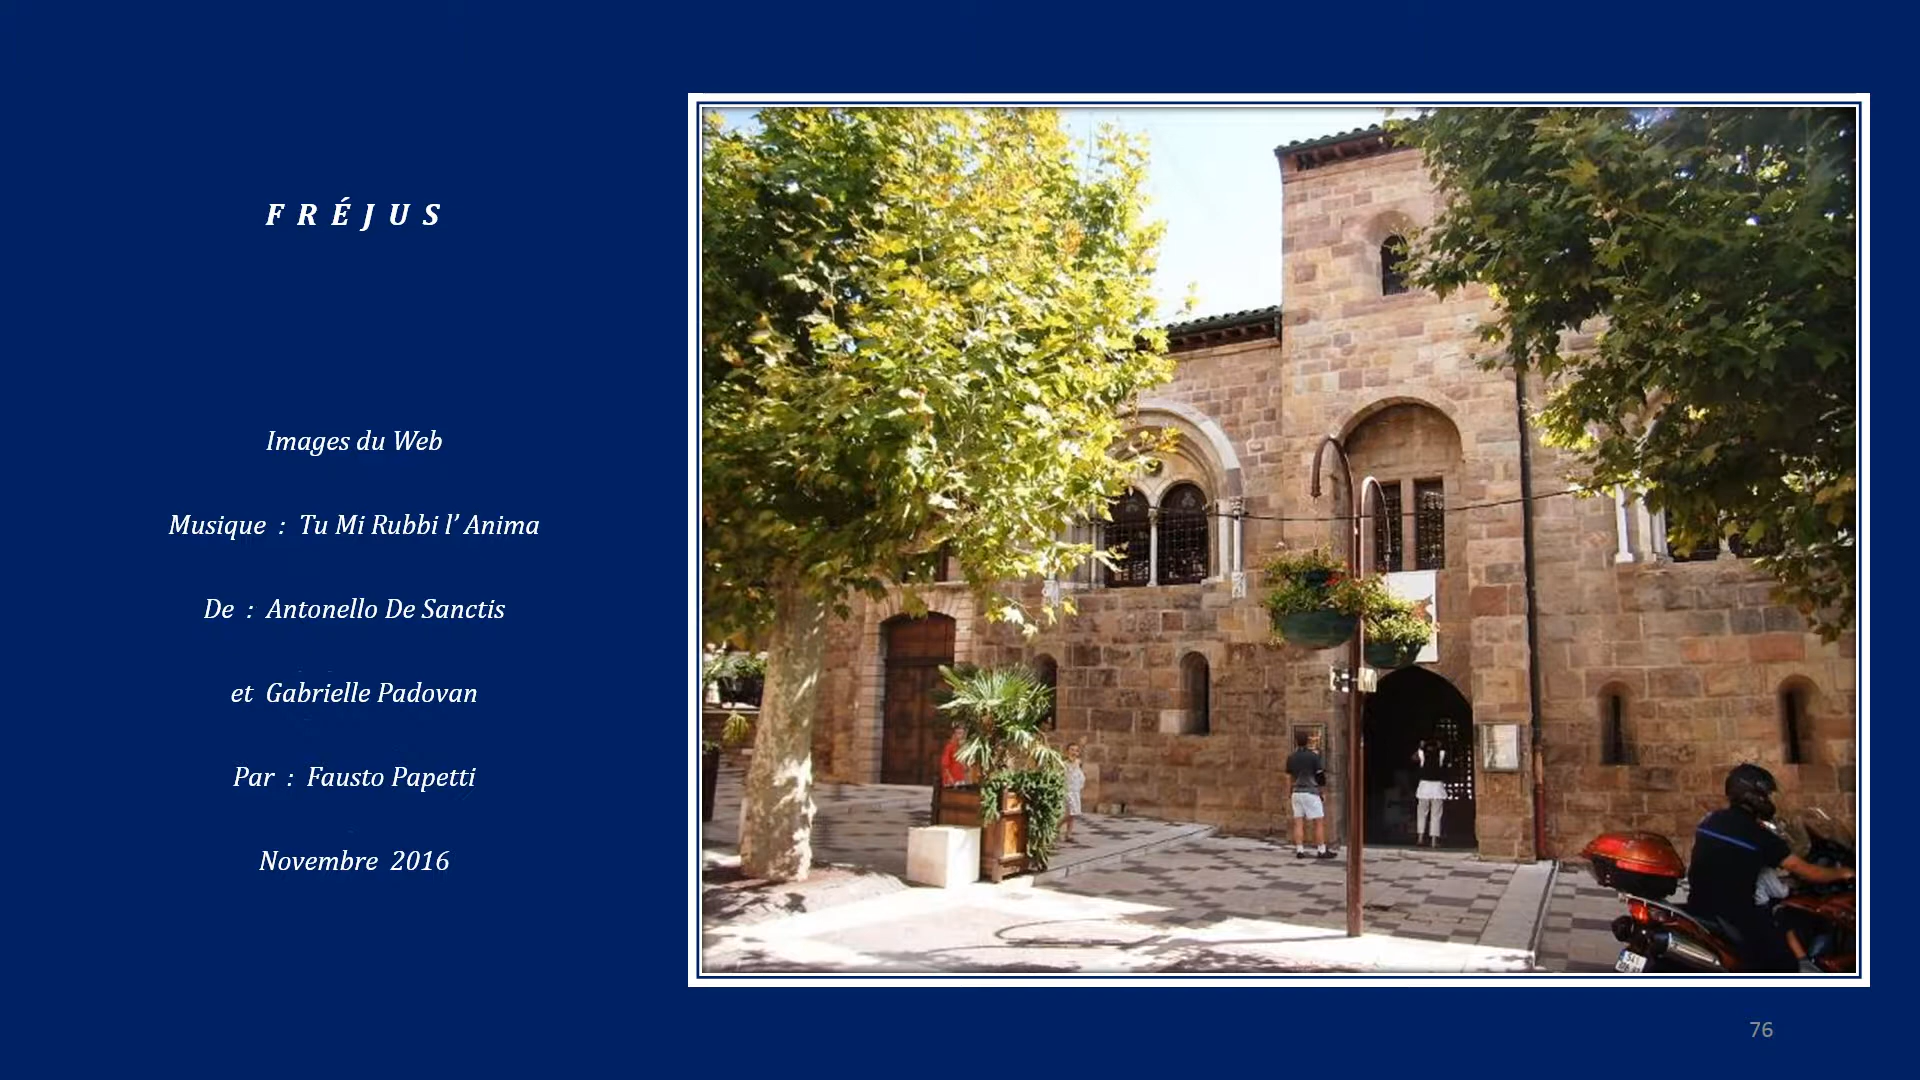 FRÉJUS
Images du Web
Musique : Tu Mi Rubbi l’ Anima
De : Antonello De Sanctis
et Gabrielle Padovan
Par : Fausto Papetti
Novembre 2016
76